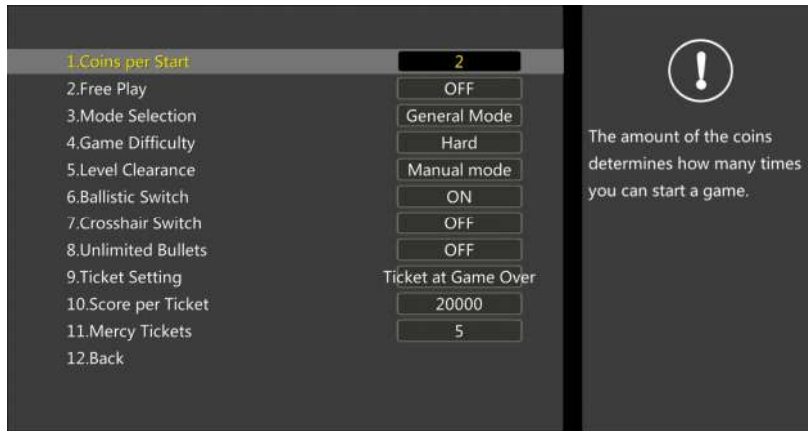 1.Coins per Start 2
2.Free Play OFF
3.Mode Selection General Mode
4.Game Difficulty Hard
5.Level Clearance Manual mode
6.Ballistic Switch ON
7.Crosshair Switch OFF
8.Unlimited Bullets OFF
9.Ticket Setting Ticket at Game Over
10.Score per Ticket 20000
11.Mercy Tickets 5
12.Back
!
The amount of the coins
determines how many times
you can start a game.